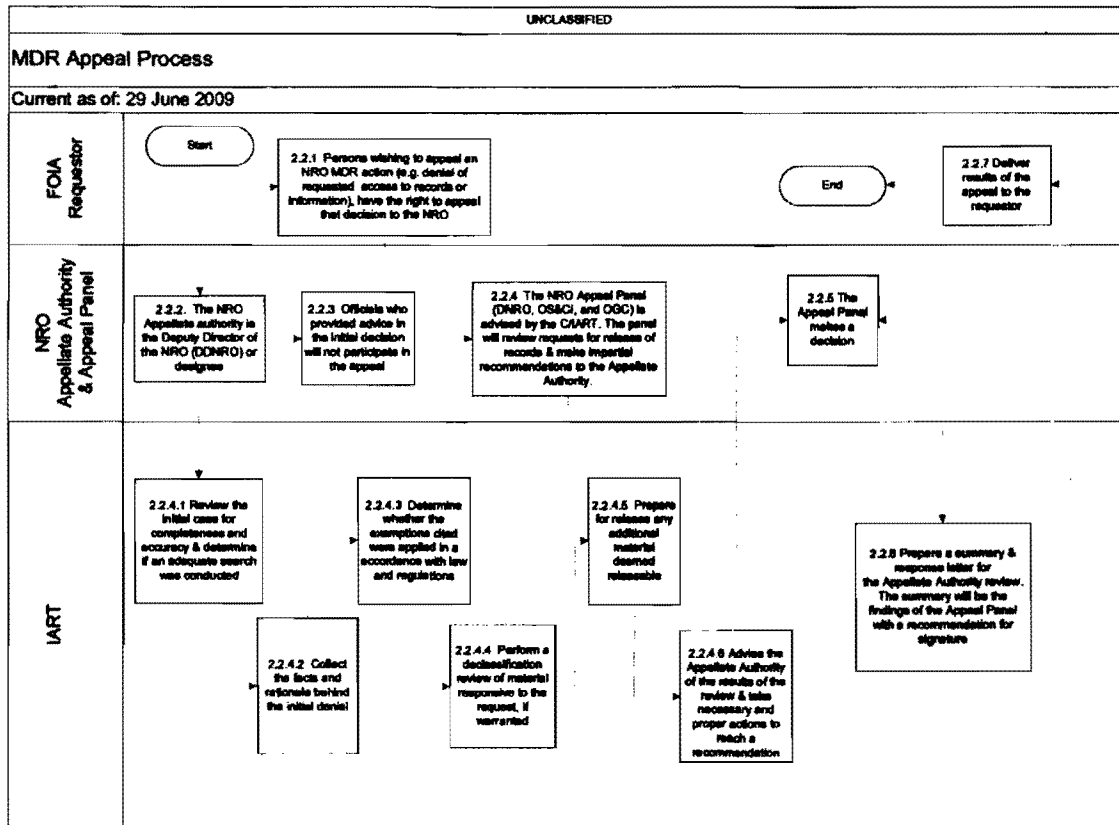 UNCLASSIFIED
MDR Appeal Process
Current as of: 29 June 2009
FOIA
Requestor
Start
2.2.1 Persons wishing to appeal an
NRO MDR action (e.g. denial of
requested access to records or
information), have the right to appeal
that decision to the NRO
End
2.2.7 Deliver
results of the
appeal to the
requestor
NRO
Appellate Authority
& Appeal Panel
2.2.2. The NRO
Appellate authority is
the Deputy Director of
the NRO (DDNRO) or
designee
2.2.3 Officials who
provided advice in
the initial decision
will not participate in
the appeal
2.2.4 The NRO Appeal Panel
(DNRO, OS&CI, and OGC) is
advised by the C/IART. The panel
will review requests for release of
records & make impartial
recommendations to the Appellate
Authority.
2.2.5 The
Appeal Panel
makes a
decision
IART
2.2.4.1 Review the
initial case for
completeness and
accuracy & determine
if an adequate search
was conducted
2.2.4.2 Collect
the facts and
rationale behind
the initial denial
2.2.4.3 Determine
whether the
exemptions cited
were applied in a
accordance with law
and regulations
2.2.4.4 Perform a
declassification
review of material
responsive to the
request, if
warranted
2.2.4.5 Prepare
for release any
additional
material
deemed
releasable
2.2.4.6 Advise the
Appellate Authority
of the results of the
review & take
necessary and
proper actions to
reach a
recommendation
2.2.6 Prepare a summary &
response letter for
the Appellate Authority review.
The summary will be the
findings of the Appeal Panel
with a recommendation for
signature